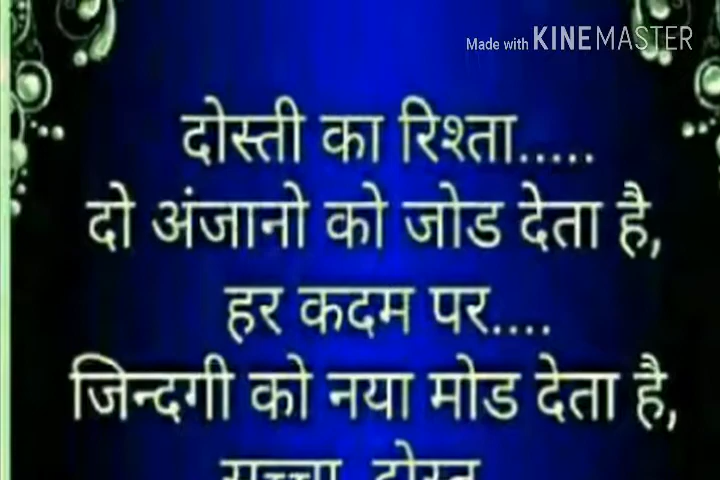 Made with KINEMASTER
दोस्ती का रिश्ता.....
दो अंजानो को जोड देता है,
हर कदम पर....
जिन्दगी को नया मोड देता है,